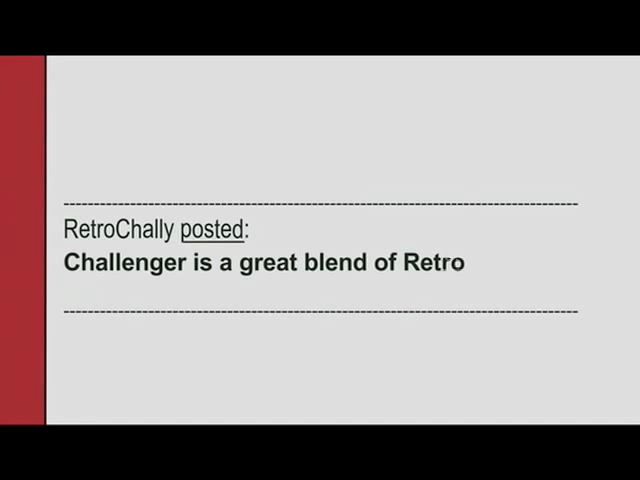 RetroChally posted:
Challenger is a great blend of Retro